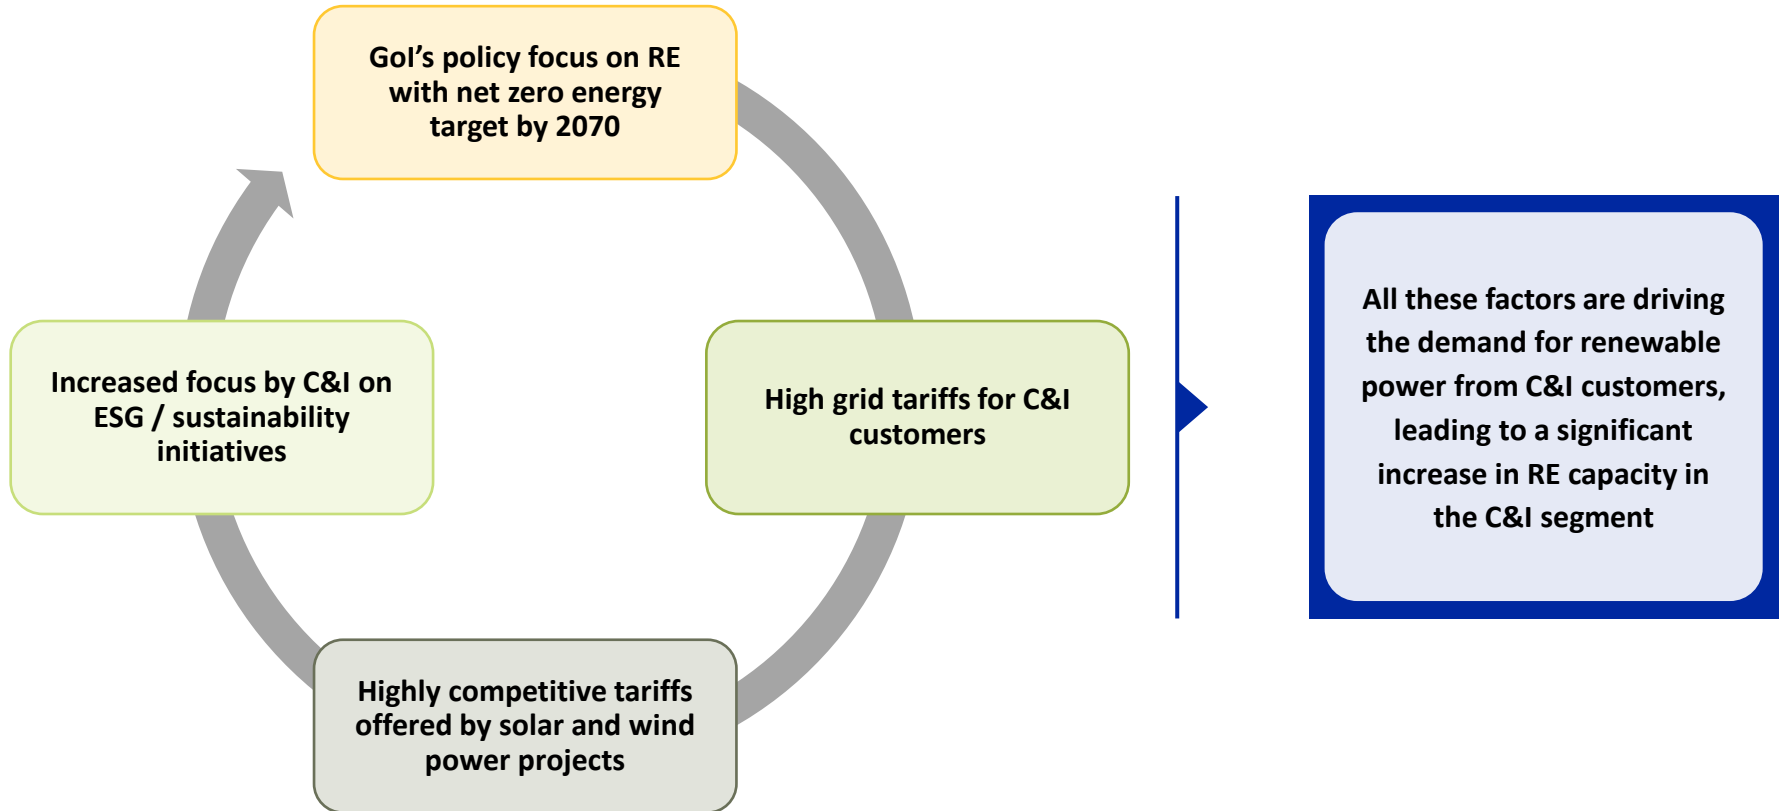 GoI’s policy focus on RE
with net zero energy
target by 2070
High grid tariffs for C&I
customers
Highly competitive tariffs
offered by solar and wind
power projects
Increased focus by C&I on
ESG / sustainability
initiatives
All these factors are driving
the demand for renewable
power from C&I customers,
leading to a significant
increase in RE capacity in
the C&I segment